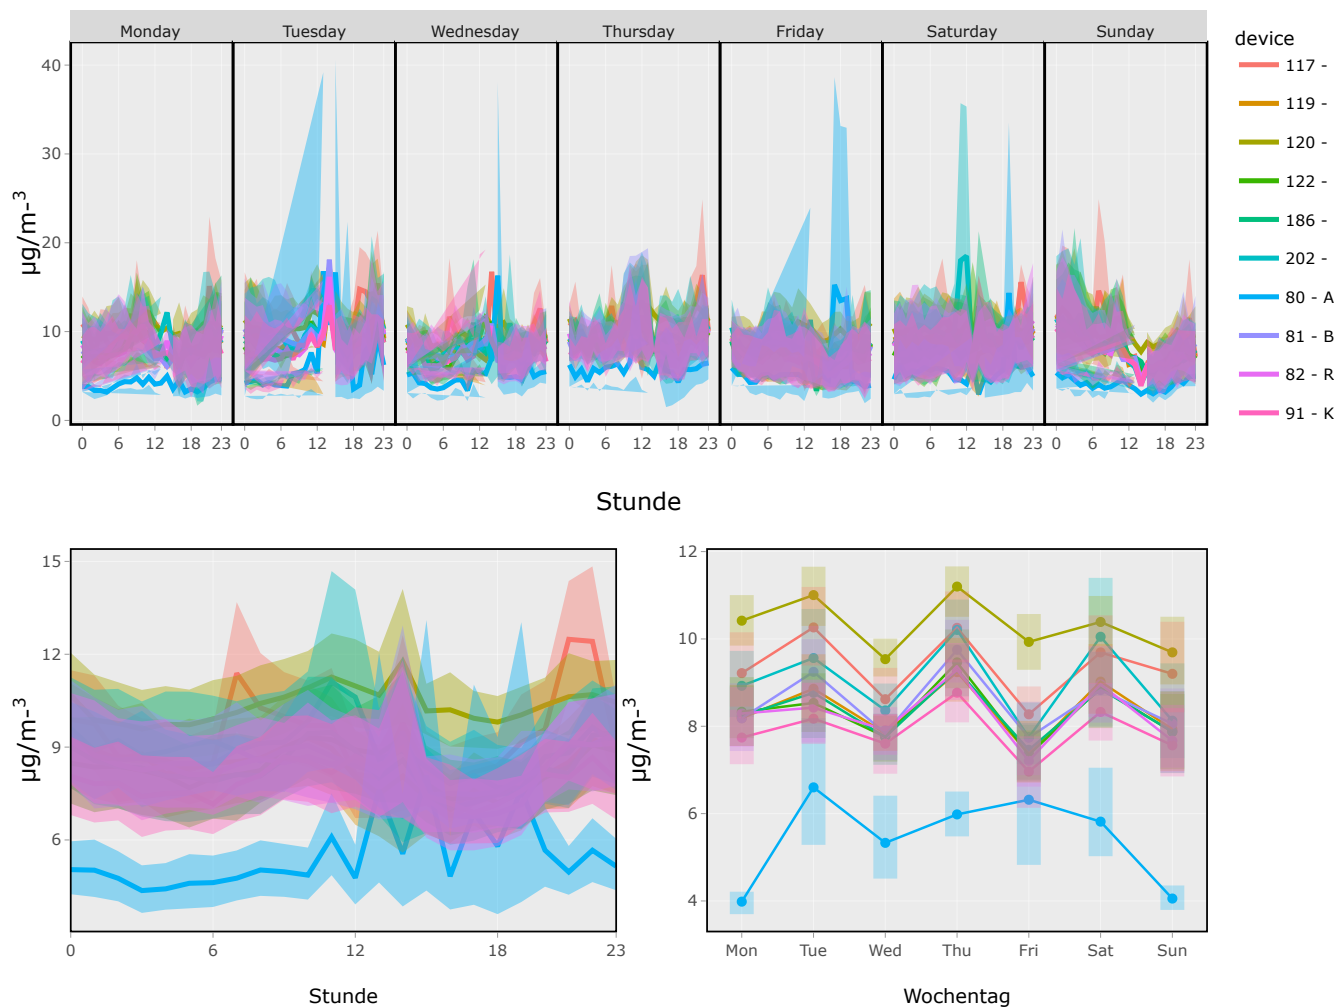 Monday Tuesday Wednesday Thursday Friday Saturday Sunday
40
30
20
10
0
µg/m-³
0 6 12 18 23 0 6 12 18 23 0 6 12 18 23 0 6 12 18 23 0 6 12 18 23 0 6 12 18 23 0 6 12 18 23
Stunde
device
117 -
119 -
120 -
122 -
186 -
202 -
80 - A
81 - B
82 - R
91 - K
15
12
9
6
µg/m-³
0 6 12 18 23
Stunde
12
10
8
6
4
µg/m-³
Mon Tue Wed Thu Fri Sat Sun
Wochentag